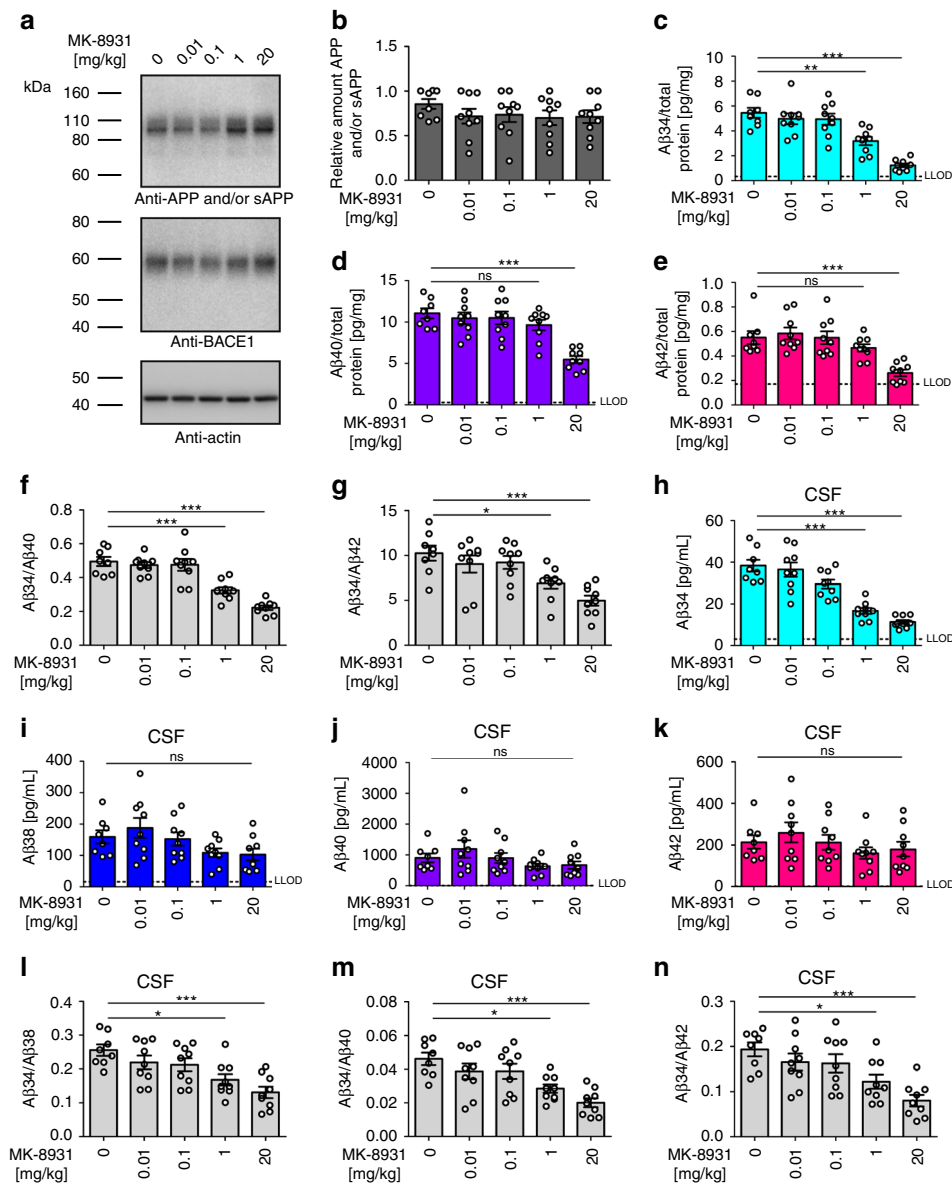 a
MK-8931
[mg/kg]
0 0.01 0.1 1 20
kDa
160
110
80
60
Anti-APP and/or sAPP
80
60
50
40
Anti-BACE1
50
40
Anti-actin
b
Relative amount APP
and/or sAPP
1.5
1.0
0.5
0.0
MK-8931
[mg/kg]
0 0.01 0.1 1 20
c
Aβ34/total
protein [pg/mg]
10
8
6
4
2
0
***
**
LLOD
MK-8931
[mg/kg]
0 0.01 0.1 1 20
d
Aβ40/total
protein [pg/mg]
15
10
5
0
***
ns
LLOD
MK-8931
[mg/kg]
0 0.01 0.1 1 20
e
Aβ42/total
protein [pg/mg]
1.0
0.8
0.6
0.4
0.2
0.0
***
ns
LLOD
MK-8931
[mg/kg]
0 0.01 0.1 1 20
f
Aβ34/Aβ40
0.8
0.6
0.4
0.2
0.0
***
***
MK-8931
[mg/kg]
0 0.01 0.1 1 20
g
Aβ34/Aβ42
15
10
5
0
***
*
MK-8931
[mg/kg]
0 0.01 0.1 1 20
h
CSF
Aβ34 [pg/mL]
60
40
20
0
***
***
LLOD
MK-8931
[mg/kg]
0 0.01 0.1 1 20
i
CSF
Aβ38 [pg/mL]
400
300
200
100
0
ns
LLOD
MK-8931
[mg/kg]
0 0.01 0.1 1 20
j
CSF
Aβ40 [pg/mL]
4000
3000
2000
1000
0
ns
LLOD
MK-8931
[mg/kg]
0 0.01 0.1 1 20
k
CSF
Aβ42 [pg/mL]
600
400
200
0
ns
LLOD
MK-8931
[mg/kg]
0 0.01 0.1 1 20
l
CSF
Aβ34/Aβ38
0.4
0.3
0.2
0.1
0.0
***
*
MK-8931
[mg/kg]
0 0.01 0.1 1 20
m
CSF
Aβ34/Aβ40
0.08
0.06
0.04
0.02
0.00
***
*
MK-8931
[mg/kg]
0 0.01 0.1 1 20
n
CSF
Aβ34/Aβ42
0.3
0.2
0.1
0.0
***
*
MK-8931
[mg/kg]
0 0.01 0.1 1 20